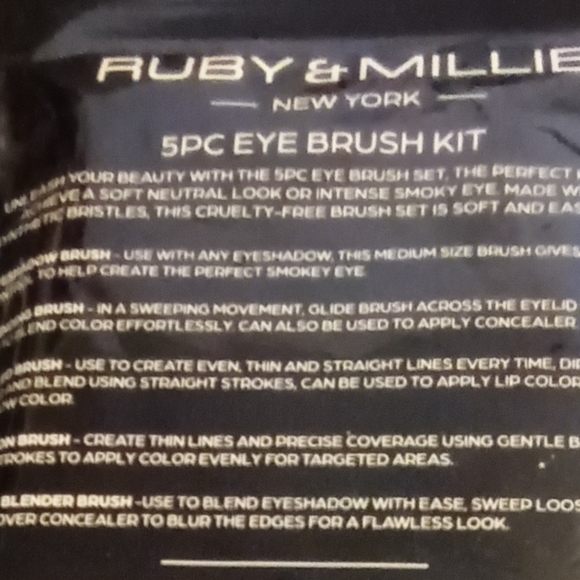 RUBY & MILLIE
NEW YORK
5PC EYE BRUSH KIT
UNLEASH YOUR BEAUTY WITH THE 5PC EYE BRUSH SET, THE PERFECT
ACHIEVE A SOFT NEUTRAL LOOK OR INTENSE SMOKY EYE. MADE W
SYNTHETIC BRISTLES, THIS CRUELTY-FREE BRUSH SET IS SOFT AND EAS
BRUSH - USE WITH ANY EYESHADOW, THIS MEDIUM SIZE BRUSH GIVES
TO HELP CREATE THE PERFECT SMOKEY EYE.
BRUSH - IN A SWEEPING MOVEMENT, GLIDE BRUSH ACROSS THE EYELID
END COLOR EFFORTLESSLY. CAN ALSO BE USED TO APPLY CONCEALER
BRUSH - USE TO CREATE EVEN, THIN AND STRAIGHT LINES EVERY TIME, DI
AND BLEND USING STRAIGHT STROKES, CAN BE USED TO APPLY LIP COLOR
W COLOR.
ON BRUSH - CREATE THIN LINES AND PRECISE COVERAGE USING GENTLE B
TROKES TO APPLY COLOR EVENLY FOR TARGETED AREAS.
BLENDER BRUSH -USE TO BLEND EYESHADOW WITH EASE, SWEEP LOOS
OVER CONCEALER TO BLUR THE EDGES FOR A FLAWLESS LOOK.